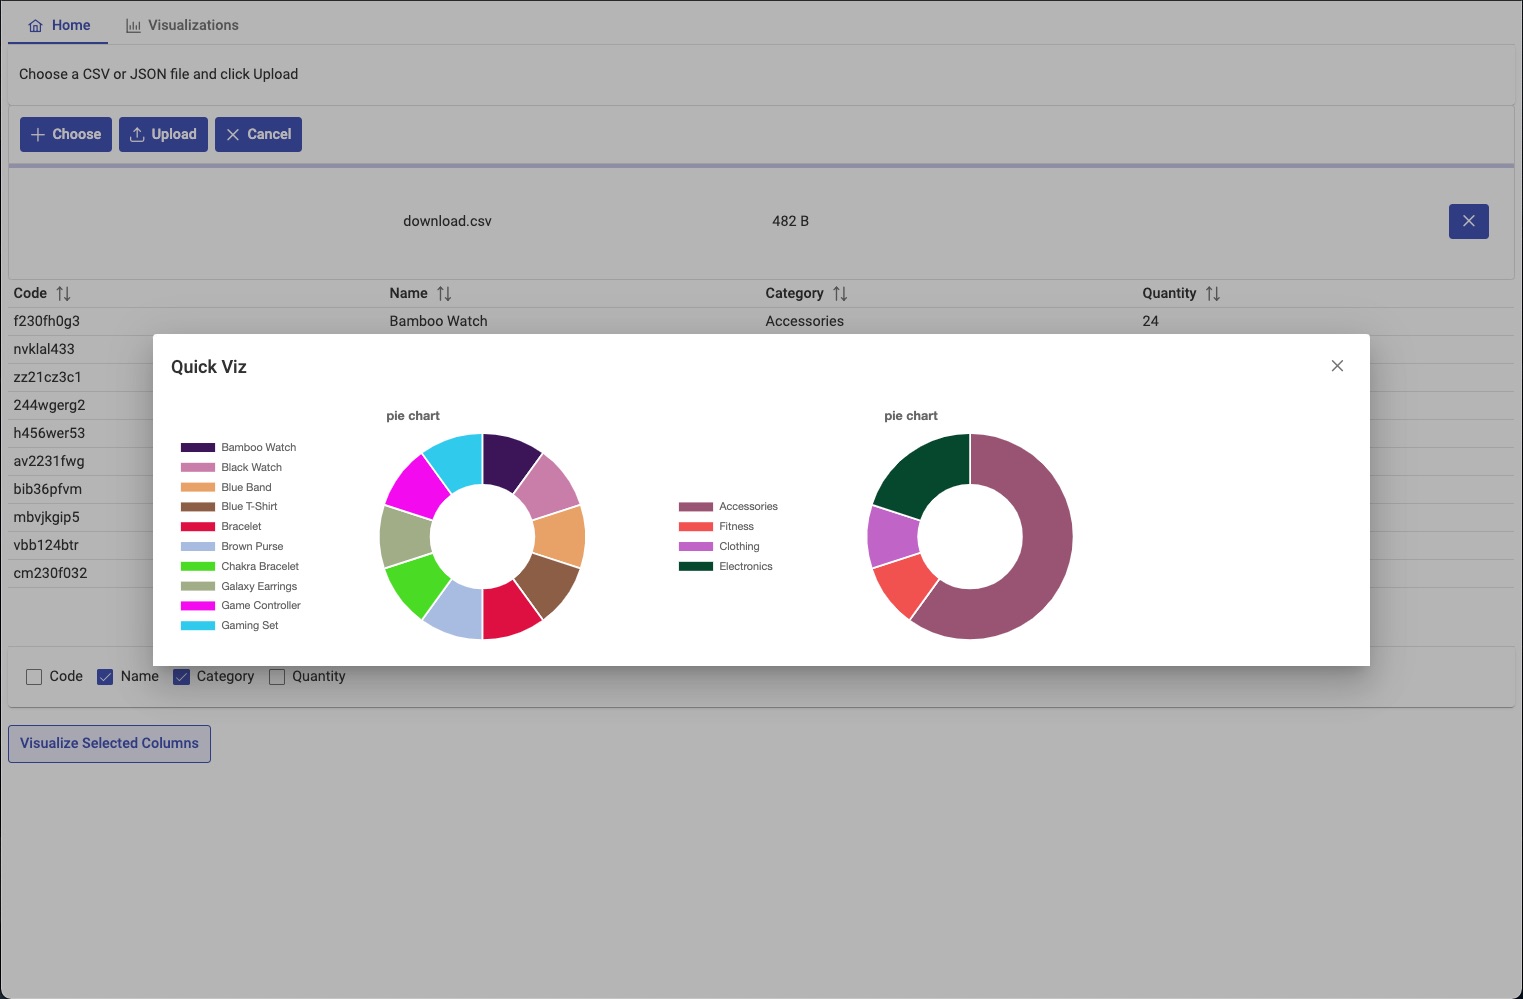 Home Visualizations
Choose a CSV or JSON file and click Upload
Choose Upload Cancel
download.csv 482 B
Code Name Category Quantity
f230fh0g3 Bamboo Watch Accessories 24
nvklal433
zz21cz3c1
244wgerg2
h456wer53
av2231fwg
bib36pfvm
mbvjkgip5
vbb124btr
cm230f032
Quick Viz
pie chart
Bamboo Watch
Black Watch
Blue Band
Blue T-Shirt
Bracelet
Brown Purse
Chakra Bracelet
Galaxy Earrings
Game Controller
Gaming Set
pie chart
Accessories
Fitness
Clothing
Electronics
Code Name Category Quantity
Visualize Selected Columns